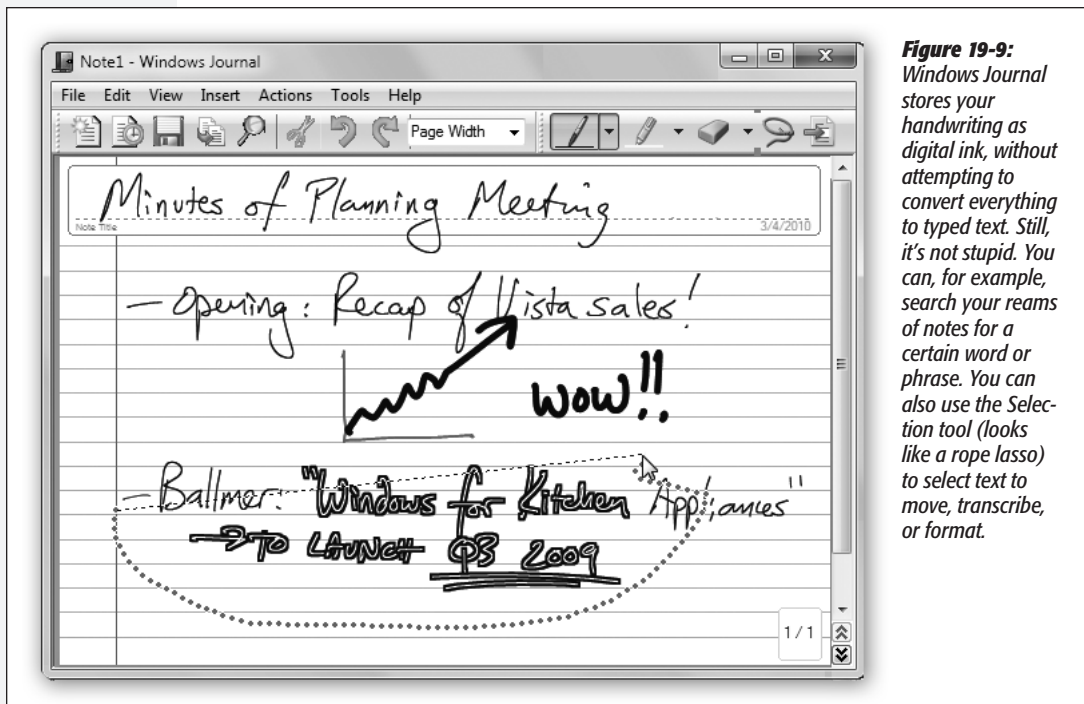 Note1 - Windows Journal
File Edit View Insert Actions Tools Help
Page Width
Minutes of Planning Meeting
Note Title
3/4/2010
- Opening: Recap of Vista sales!
WOW!!
- Ballmer: "Windows for Kitchen Appliances"
→ TO LAUNCH Q3 2009
1 / 1
Figure 19-9:
Windows Journal
stores your
handwriting as
digital ink, without
attempting to
convert everything
to typed text. Still,
it's not stupid. You
can, for example,
search your reams
of notes for a
certain word or
phrase. You can
also use the Selec-
tion tool (looks
like a rope lasso)
to select text to
move, transcribe,
or format.